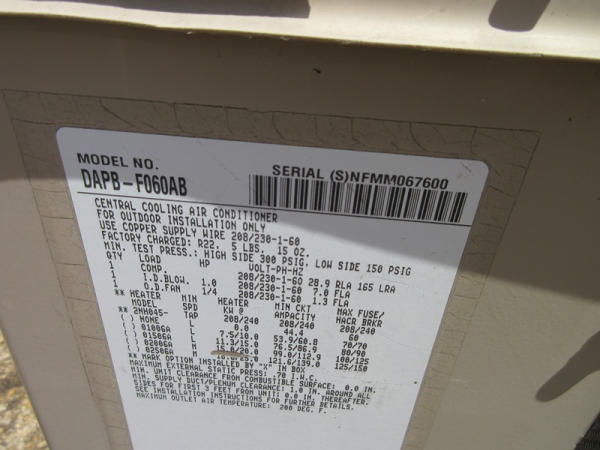 MODEL NO.
DAPB-F060AB
SERIAL (S)NFMM067600
CENTRAL COOLING AIR CONDITIONER
FOR OUTDOOR INSTALLATION ONLY
USE COPPER SUPPLY WIRE 208/230-1-60
FACTORY CHARGED: R22, 5 LBS. 15 OZ.
MIN. TEST PRESS.: HIGH SIDE 300 PSIG, LOW SIDE 150 PSIG
QTY LOAD HP VOLT-PH-HZ
1 COMP. 208/230-1-60 28.9 RLA 165 LRA
1 I.D.BLOW. 1.0 208/230-1-60 7.0 FLA
1 O.D.FAN 1/4 208/230-1-60 1.3 FLA
** HEATER MIN HEATER MIN CKT MAX FUSE/
MODEL SPD KW @ AMPACITY HACR BRKR
** 2HH045- TAP 208/240 208/240 208/240
( ) NONE L 0.0 44.4 60
( ) 01006A L 7.5/10.0 53.9/60.8 70/70
( ) 01506A L 11.3/15.0 76.5/86.9 80/90
( ) 02006A M 15.0/20.0 99.0/112.9 100/125
( ) 02506A M 25.0 121.6/139.0 125/150
** MARK OPTION INSTALLED BY "X" IN ( )
MAXIMUM EXTERNAL STATIC PRESS: .70 I.W.C.
MIN. UNIT CLEARANCE FROM COMBUSTIBLE SURFACE: 0.0 IN.
MIN. SUPPLY DUCT/PLENUM CLEARANCE: 1.0 IN. AROUND ALL
SIDES FOR FIRST 3 FEET FROM UNIT: 0.0 IN. THEREAFTER.
SEE INSTALLATION INSTRUCTIONS FOR FURTHER DETAILS.
MAXIMUM OUTLET AIR TEMPERATURE: 200 DEG. F.